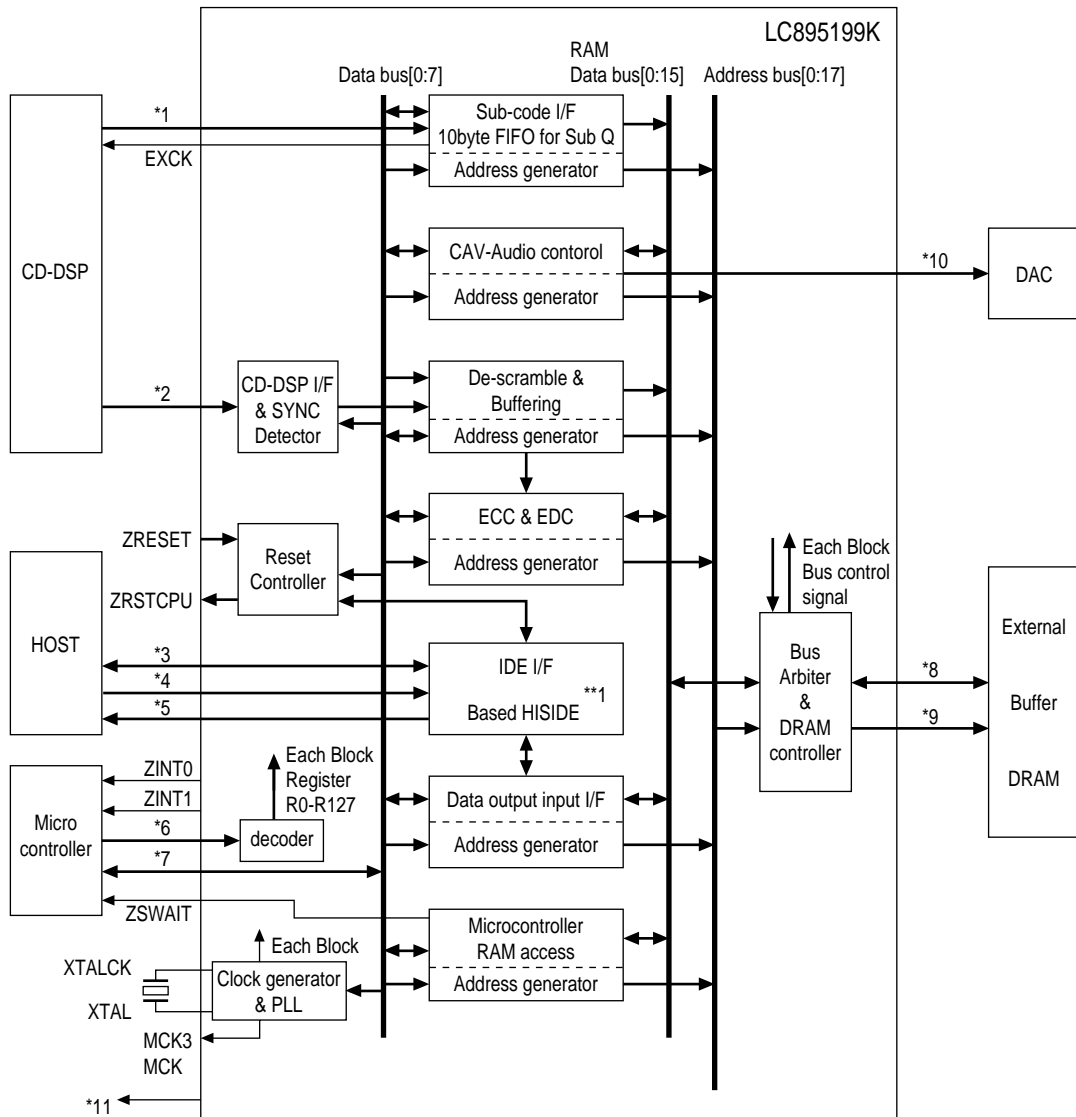 LC895199K
RAM
Data bus[0:7]
Data bus[0:15]
Address bus[0:17]
*1
EXCK
Sub-code I/F
10byte FIFO for Sub Q
Address generator
CD-DSP
CAV-Audio contorol
Address generator
*10
DAC
*2
CD-DSP I/F
& SYNC
Detector
De-scramble &
Buffering
Address generator
ECC & EDC
Address generator
ZRESET
Reset
Controller
ZRSTCPU
HOST
*3
*4
*5
IDE I/F
**1
Based HISIDE
Each Block
Bus control
signal
Bus
Arbiter
&
DRAM
controller
*8
*9
External
Buffer
DRAM
ZINT0
ZINT1
*6
*7
Micro
controller
ZSWAIT
Each Block
Register
R0-R127
decoder
Data output input I/F
Address generator
Microcontroller
RAM access
Address generator
Each Block
XTALCK
XTAL
Clock generator
& PLL
MCK3
MCK
*11